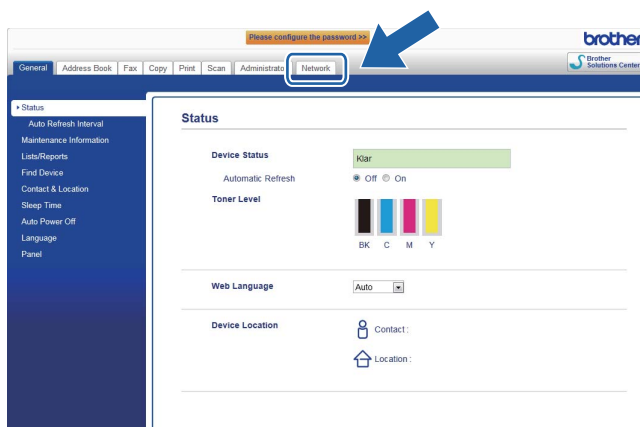 Please configure the password >>
brother
General Address Book Fax Copy Print Scan Administrator Network
Brother
Solutions Center
Status
Auto Refresh Interval
Maintenance Information
Lists/Reports
Find Device
Contact & Location
Sleep Time
Auto Power Off
Language
Panel
Status
Device Status Klar
Automatic Refresh Off On
Toner Level
BK C M Y
Web Language Auto
Device Location Contact :
Location :